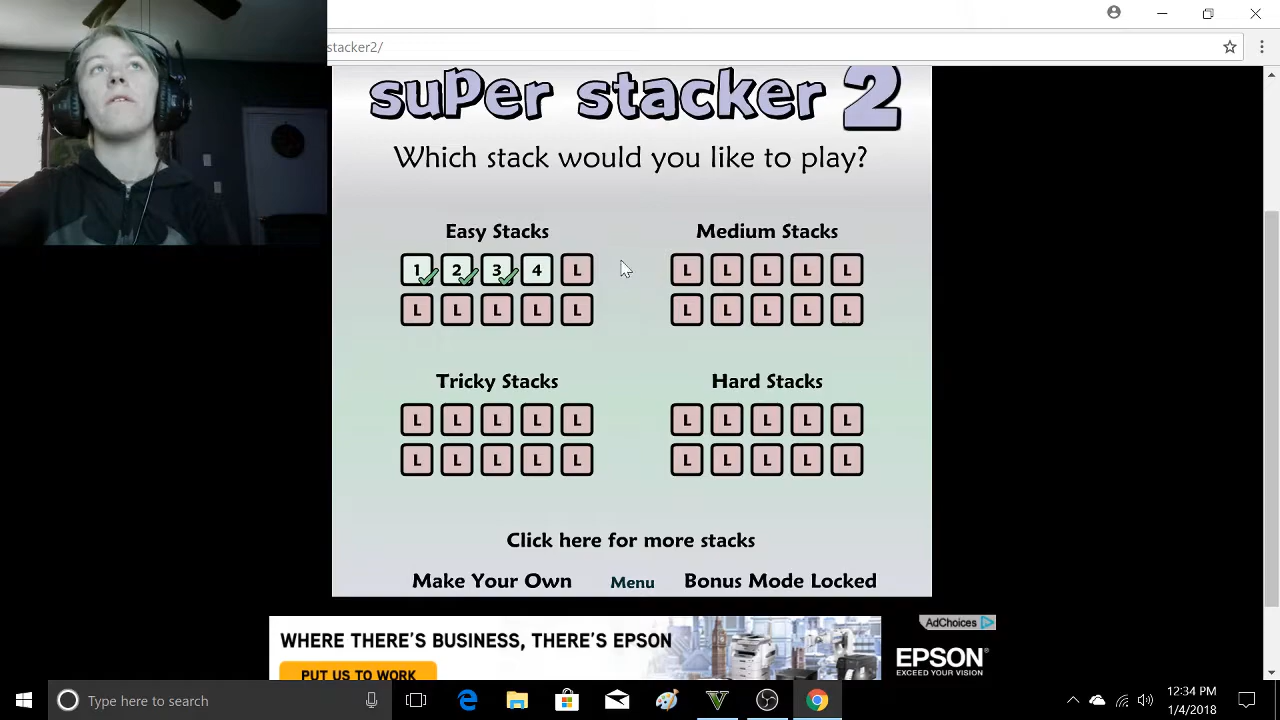 stacker2/
super stacker 2
Which stack would you like to play?
Easy Stacks
1 2 3 4 L
L L L L L
Medium Stacks
L L L L L
L L L L L
Tricky Stacks
L L L L L
L L L L L
Hard Stacks
L L L L L
L L L L L
Click here for more stacks
Make Your Own
Menu
Bonus Mode Locked
WHERE THERE'S BUSINESS, THERE'S EPSON
PUT US TO WORK
AdChoices
EPSON
EXCEED YOUR VISION
Type here to search
12:34 PM
1/4/2018